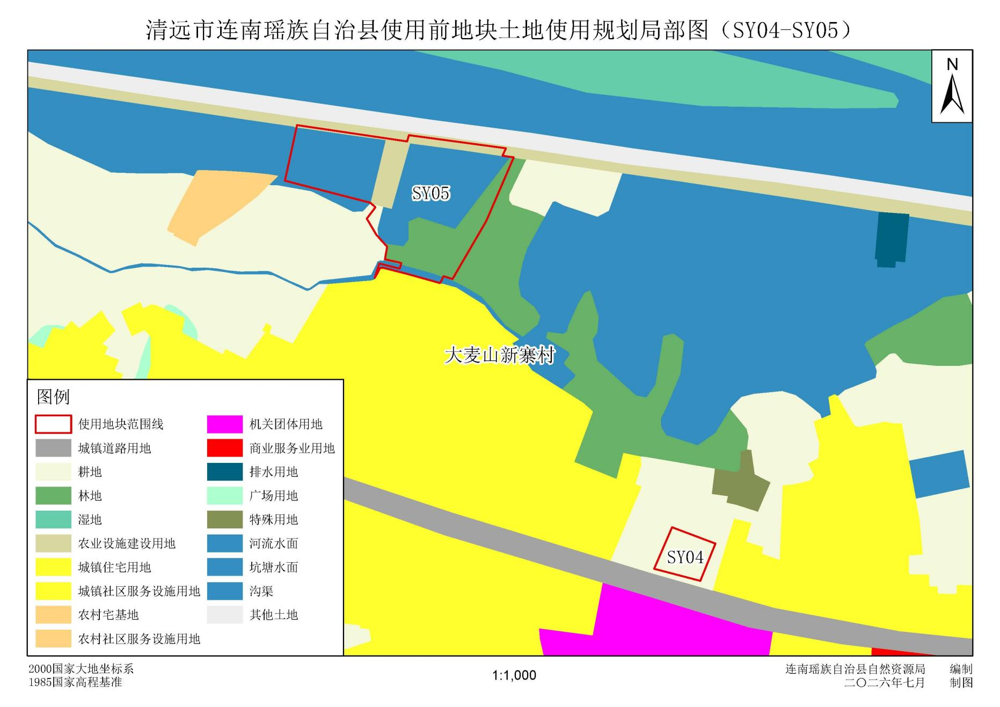 清远市连南瑶族自治县使用前地块土地使用规划局部图（SY04-SY05）
N
SY05
大麦山新寨村
SY04
图例
使用地块范围线
城镇道路用地
耕地
林地
湿地
农业设施建设用地
城镇住宅用地
城镇社区服务设施用地
农村宅基地
农村社区服务设施用地
机关团体用地
商业服务业用地
排水用地
广场用地
特殊用地
河流水面
坑塘水面
沟渠
其他土地
2000国家大地坐标系
1985国家高程基准
1:1,000
连南瑶族自治县自然资源局 编制
二〇二六年七月 制图